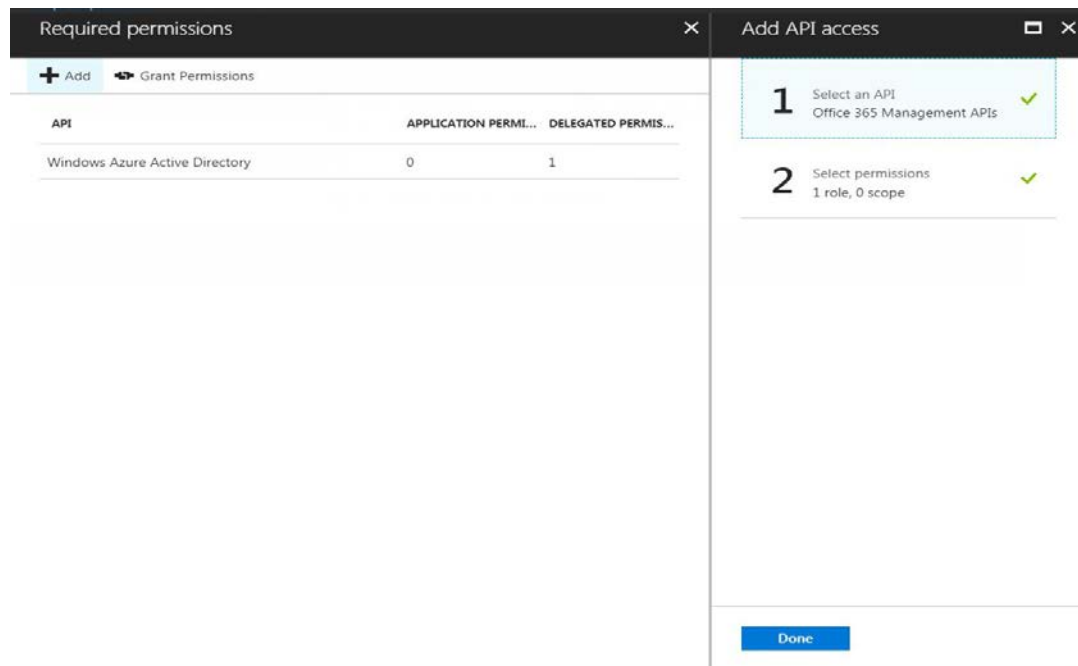 Required permissions
Add
Grant Permissions
API
APPLICATION PERMI...
DELEGATED PERMIS...
Windows Azure Active Directory
0
1
Add API access
1
Select an API
Office 365 Management APIs
2
Select permissions
1 role, 0 scope
Done